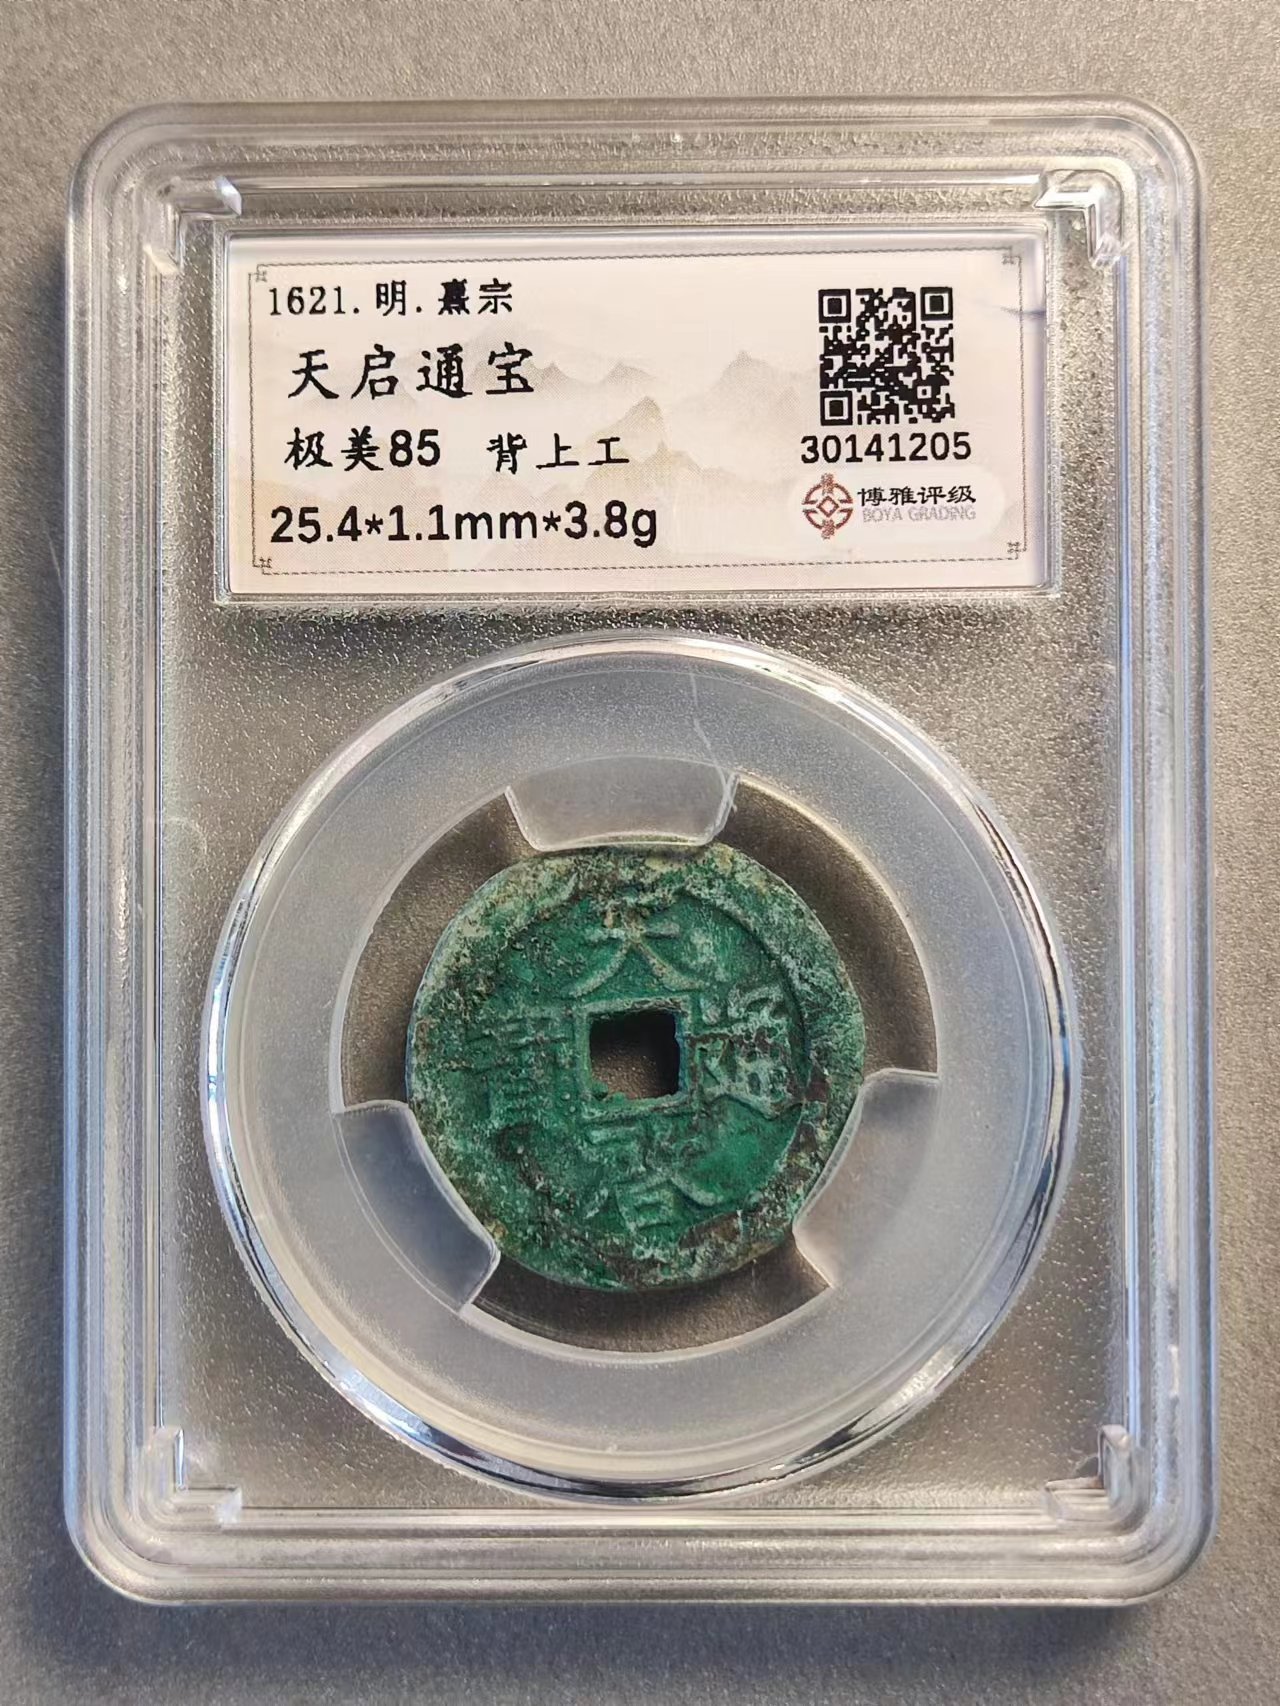 1621.明.熹宗
天启通宝
极美85 背上工
25.4*1.1mm*3.8g
30141205
博雅评级
BOYA GRADING
天
寶 通
啓